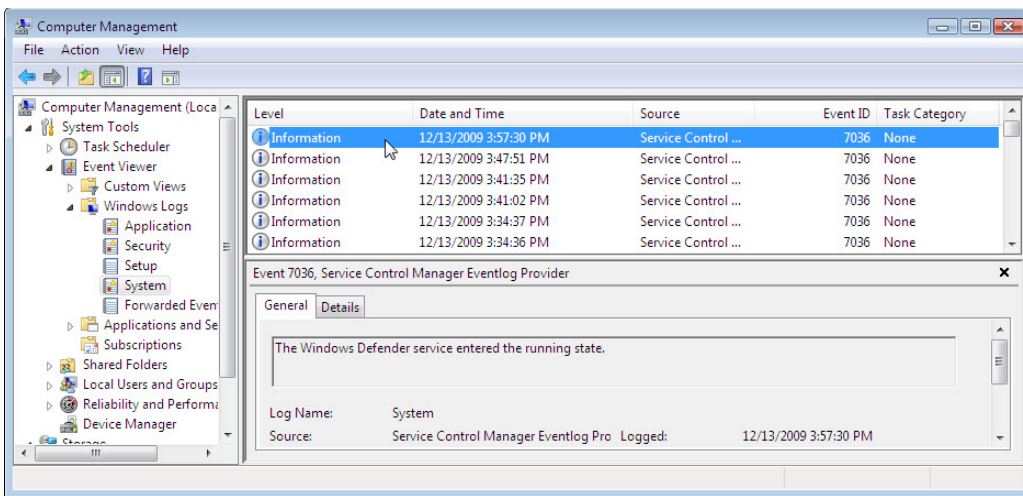 Computer Management
File Action View Help
Computer Management (Loca
System Tools
Task Scheduler
Event Viewer
Custom Views
Windows Logs
Application
Security
Setup
System
Forwarded Even
Applications and Se
Subscriptions
Shared Folders
Local Users and Groups
Reliability and Performa
Device Manager
Storage
Level Date and Time Source Event ID Task Category
Information 12/13/2009 3:57:30 PM Service Control ... 7036 None
Information 12/13/2009 3:47:51 PM Service Control ... 7036 None
Information 12/13/2009 3:41:35 PM Service Control ... 7036 None
Information 12/13/2009 3:41:02 PM Service Control ... 7036 None
Information 12/13/2009 3:34:37 PM Service Control ... 7036 None
Information 12/13/2009 3:34:36 PM Service Control ... 7036 None
Event 7036, Service Control Manager Eventlog Provider
General Details
The Windows Defender service entered the running state.
Log Name: System
Source: Service Control Manager Eventlog Pro Logged: 12/13/2009 3:57:30 PM